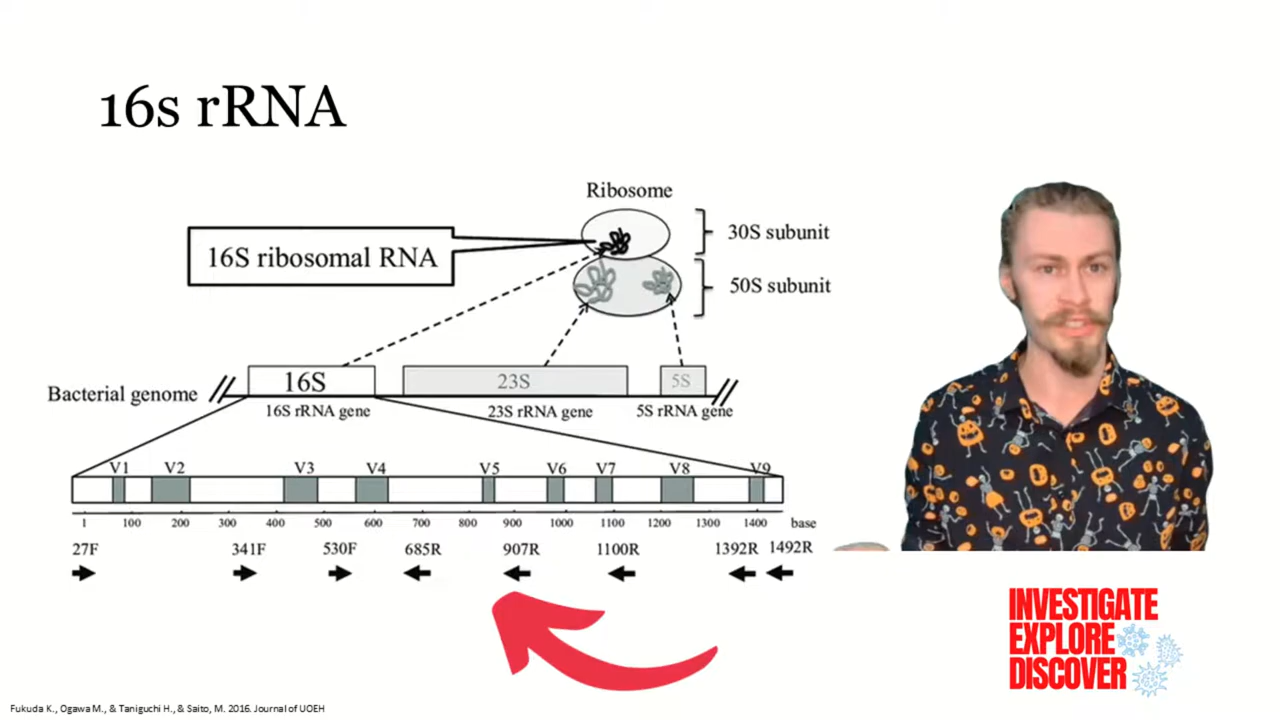 16s rRNA
Ribosome
30S subunit
16S ribosomal RNA
50S subunit
16S
23S
5S
Bacterial genome
16S rRNA gene
23S rRNA gene
5S rRNA gene
V1 V2 V3 V4 V5 V6 V7 V8 V9
1 100 200 300 400 500 600 700 800 900 1000 1100 1200 1300 1400 base
27F 341F 530F 685R 907R 1100R 1392R 1492R
INVESTIGATE
EXPLORE
DISCOVER
Fukuda K., Ogawa M., & Taniguchi H., & Saito, M. 2016. Journal of UOEH